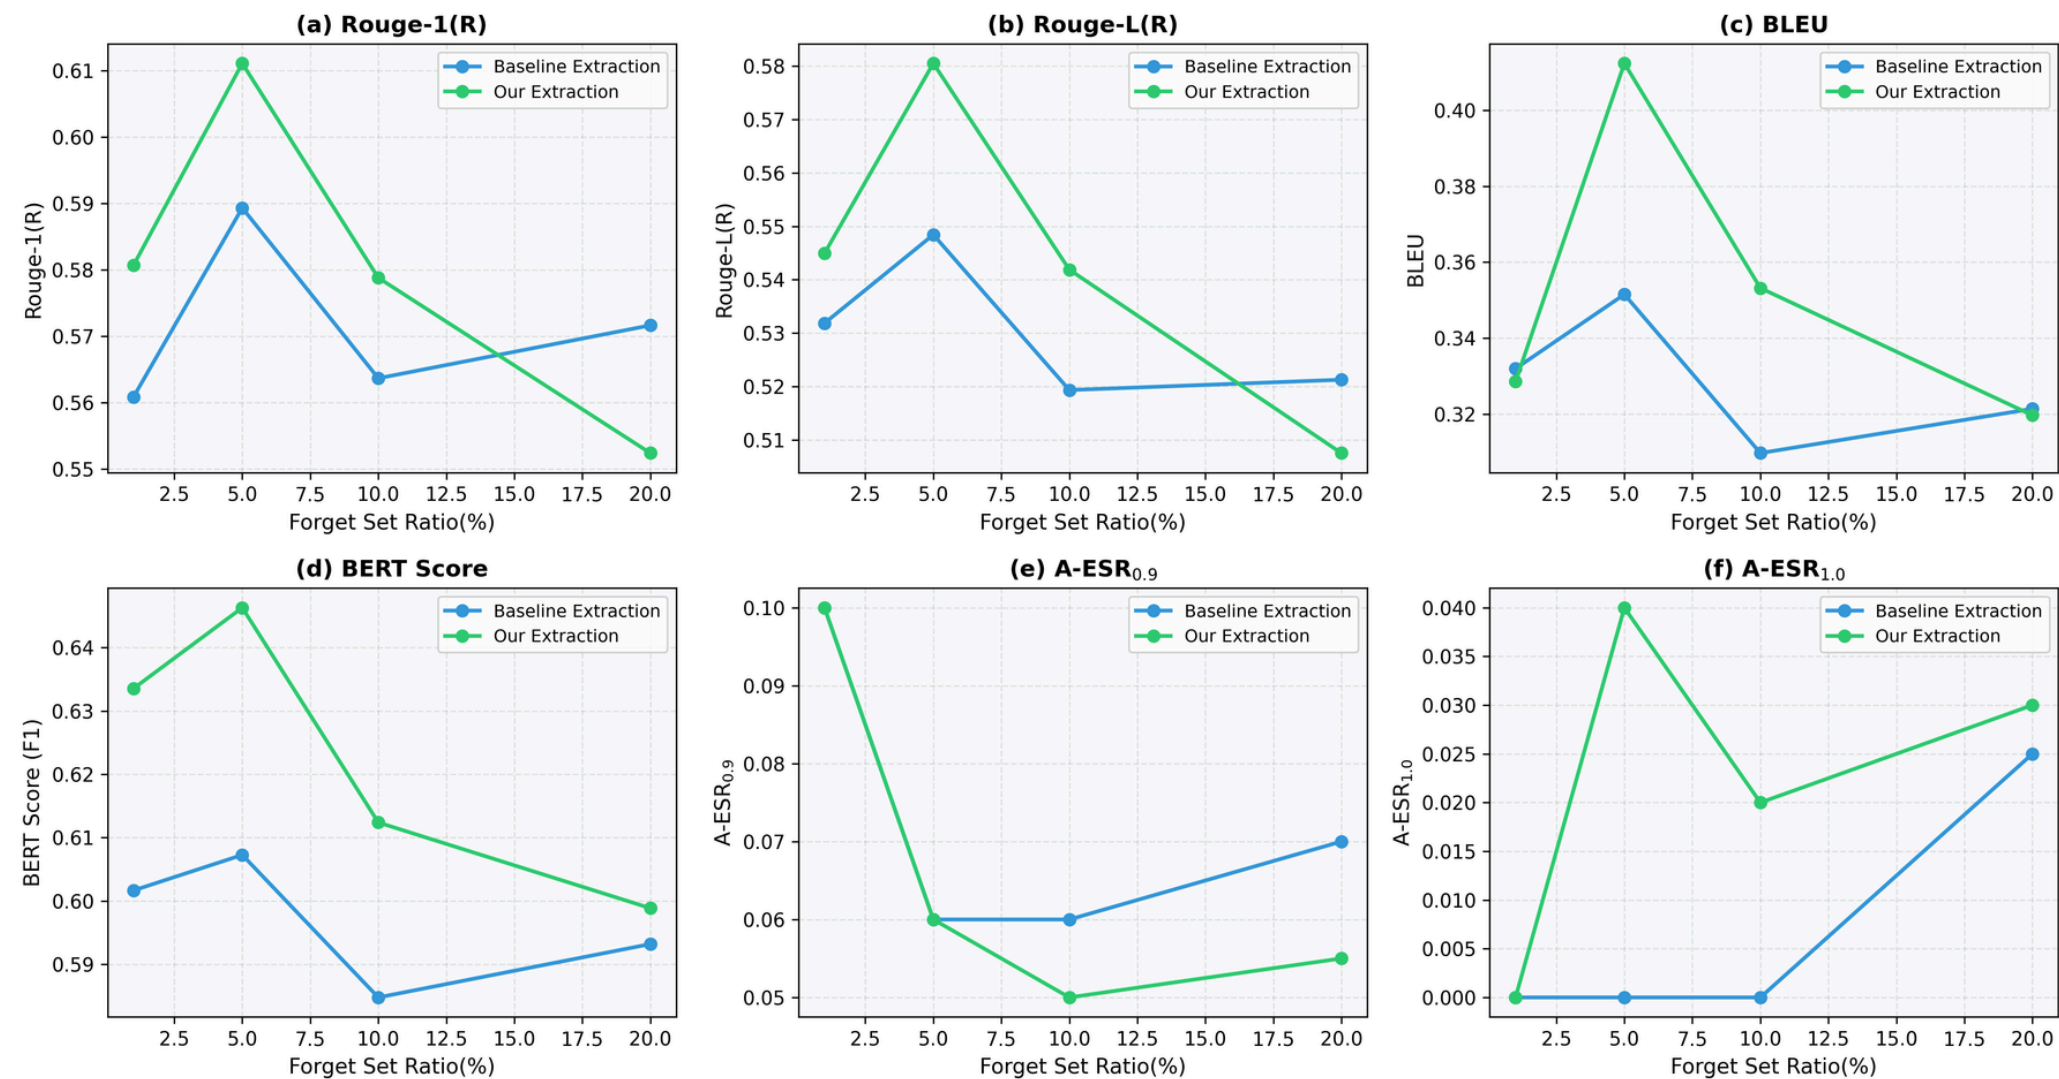 (a) Rouge-1(R)
Rouge-1(R)
0.61
0.60
0.59
0.58
0.57
0.56
0.55
Baseline Extraction
Our Extraction
2.5 5.0 7.5 10.0 12.5 15.0 17.5 20.0
Forget Set Ratio(%)
(b) Rouge-L(R)
Rouge-L(R)
0.58
0.57
0.56
0.55
0.54
0.53
0.52
0.51
Baseline Extraction
Our Extraction
2.5 5.0 7.5 10.0 12.5 15.0 17.5 20.0
Forget Set Ratio(%)
(c) BLEU
BLEU
0.40
0.38
0.36
0.34
0.32
Baseline Extraction
Our Extraction
2.5 5.0 7.5 10.0 12.5 15.0 17.5 20.0
Forget Set Ratio(%)
(d) BERT Score
BERT Score (F1)
0.64
0.63
0.62
0.61
0.60
0.59
Baseline Extraction
Our Extraction
2.5 5.0 7.5 10.0 12.5 15.0 17.5 20.0
Forget Set Ratio(%)
(e) A-ESR0.9
A-ESR0.9
0.10
0.09
0.08
0.07
0.06
0.05
Baseline Extraction
Our Extraction
2.5 5.0 7.5 10.0 12.5 15.0 17.5 20.0
Forget Set Ratio(%)
(f) A-ESR1.0
A-ESR1.0
0.040
0.035
0.030
0.025
0.020
0.015
0.010
0.005
0.000
Baseline Extraction
Our Extraction
2.5 5.0 7.5 10.0 12.5 15.0 17.5 20.0
Forget Set Ratio(%)